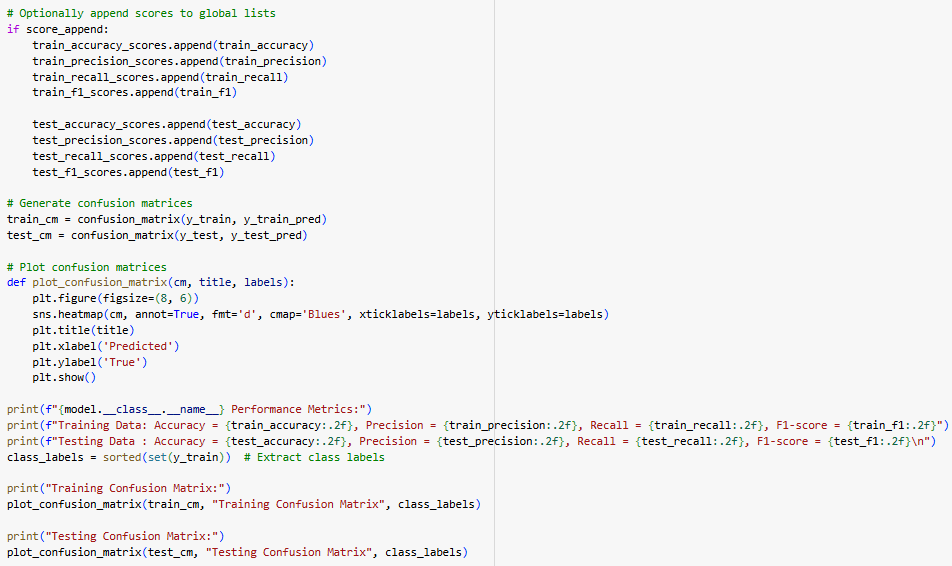 # Optionally append scores to global lists
if score_append:
    train_accuracy_scores.append(train_accuracy)
    train_precision_scores.append(train_precision)
    train_recall_scores.append(train_recall)
    train_f1_scores.append(train_f1)

    test_accuracy_scores.append(test_accuracy)
    test_precision_scores.append(test_precision)
    test_recall_scores.append(test_recall)
    test_f1_scores.append(test_f1)

# Generate confusion matrices
train_cm = confusion_matrix(y_train, y_train_pred)
test_cm = confusion_matrix(y_test, y_test_pred)

# Plot confusion matrices
def plot_confusion_matrix(cm, title, labels):
    plt.figure(figsize=(8, 6))
    sns.heatmap(cm, annot=True, fmt='d', cmap='Blues', xticklabels=labels, yticklabels=labels)
    plt.title(title)
    plt.xlabel('Predicted')
    plt.ylabel('True')
    plt.show()

print(f"{model.__class__.__name__} Performance Metrics:")
print(f"Training Data: Accuracy = {train_accuracy:.2f}, Precision = {train_precision:.2f}, Recall = {train_recall:.2f}, F1-score = {train_f1:.2f}")
print(f"Testing Data : Accuracy = {test_accuracy:.2f}, Precision = {test_precision:.2f}, Recall = {test_recall:.2f}, F1-score = {test_f1:.2f}\n")
class_labels = sorted(set(y_train))  # Extract class labels

print("Training Confusion Matrix:")
plot_confusion_matrix(train_cm, "Training Confusion Matrix", class_labels)

print("Testing Confusion Matrix:")
plot_confusion_matrix(test_cm, "Testing Confusion Matrix", class_labels)